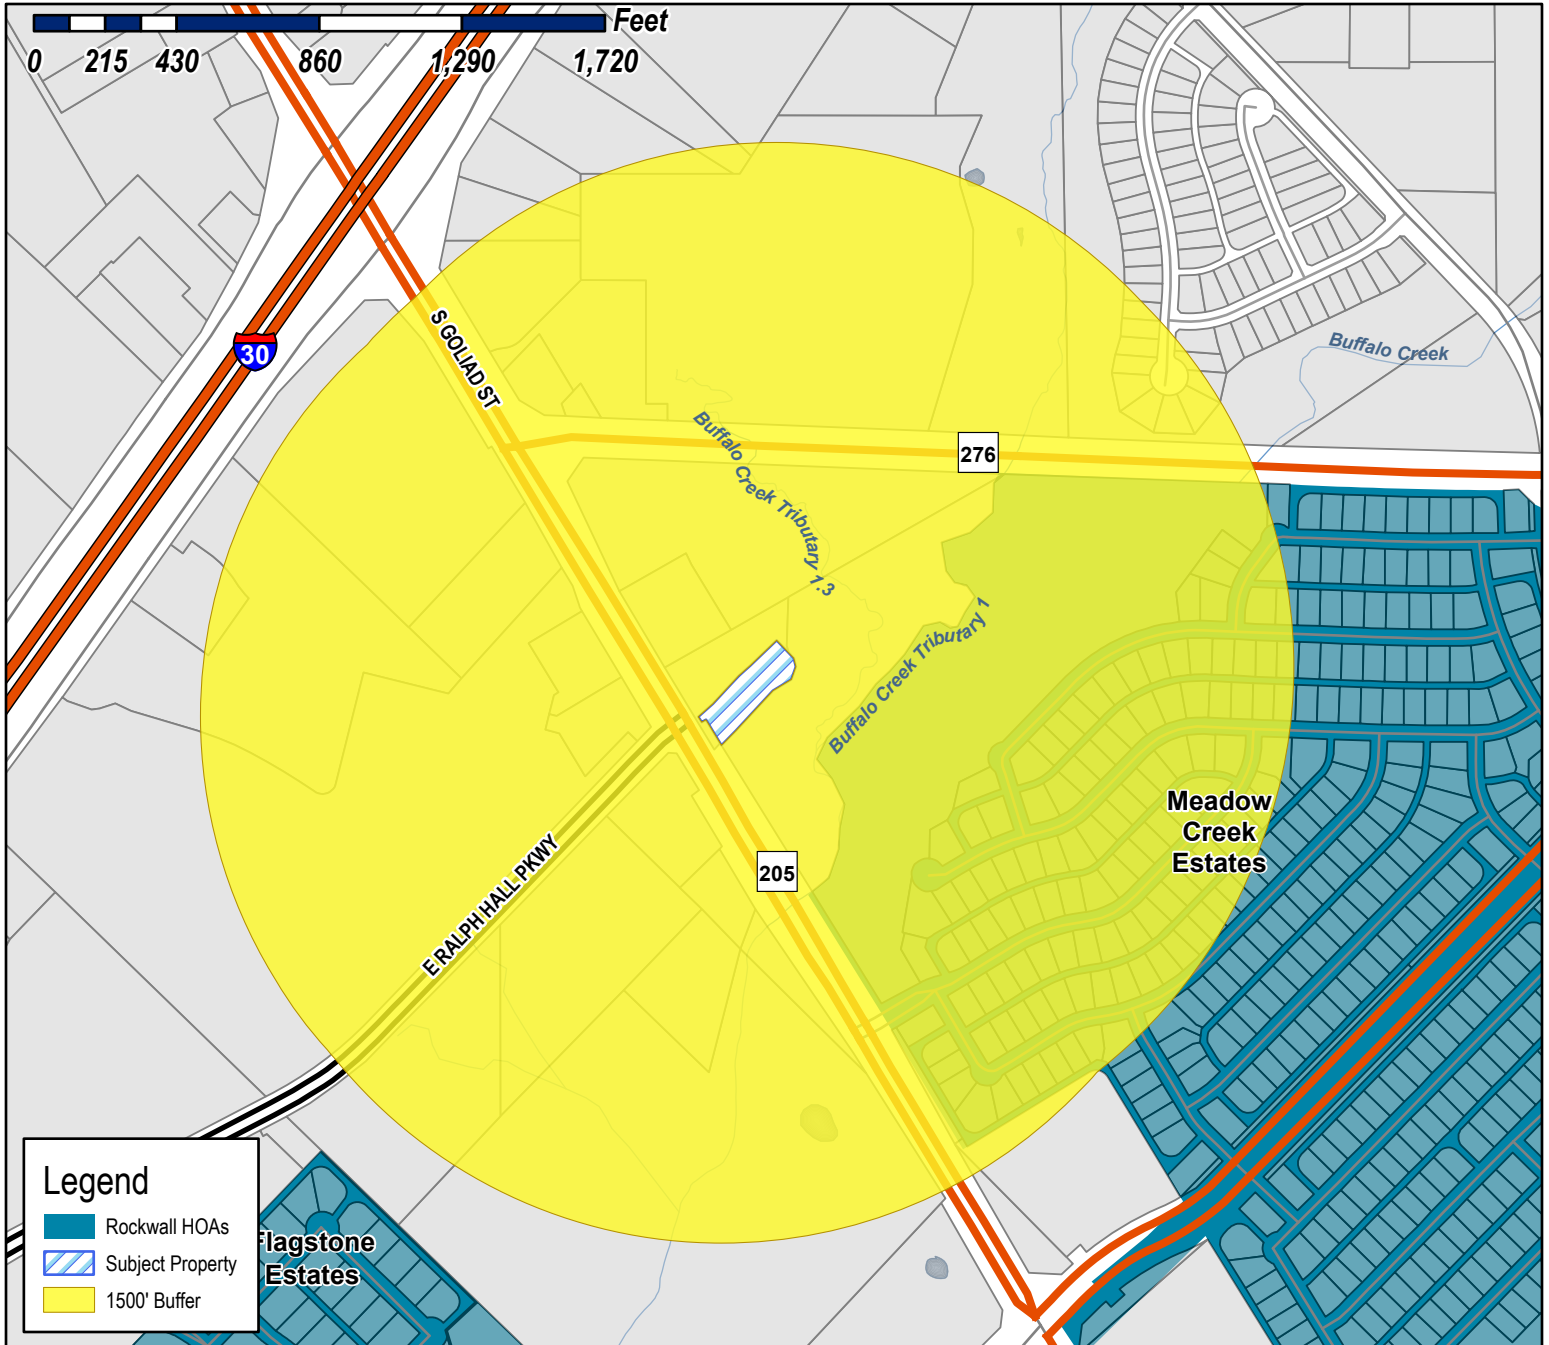 Feet
0 215 430 860 1,290 1,720
S GOLIAD ST
30
Buffalo Creek
276
Buffalo Creek Tributary 1.3
Buffalo Creek Tributary 1
Meadow
Creek
Estates
205
E RALPH HALL PKWY
Legend
Rockwall HOAs
Subject Property
1500' Buffer
Flagstone
Estates